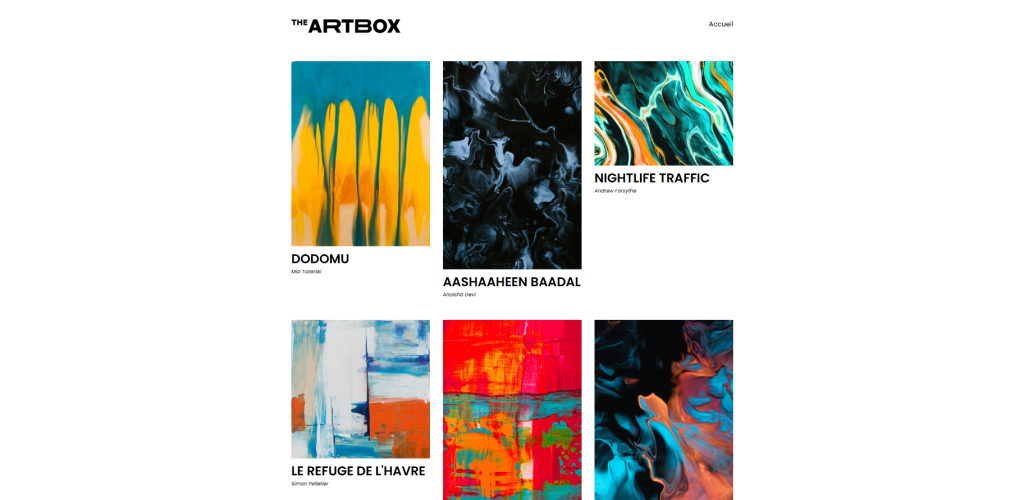 THE ARTBOX
Accueil
DODOMU
Mia Tozerski
AASHAAHEEN BAADAL
Anaisha Devi
NIGHTLIFE TRAFFIC
Andrew Forsythe
LE REFUGE DE L'HAVRE
Simon Pelletier